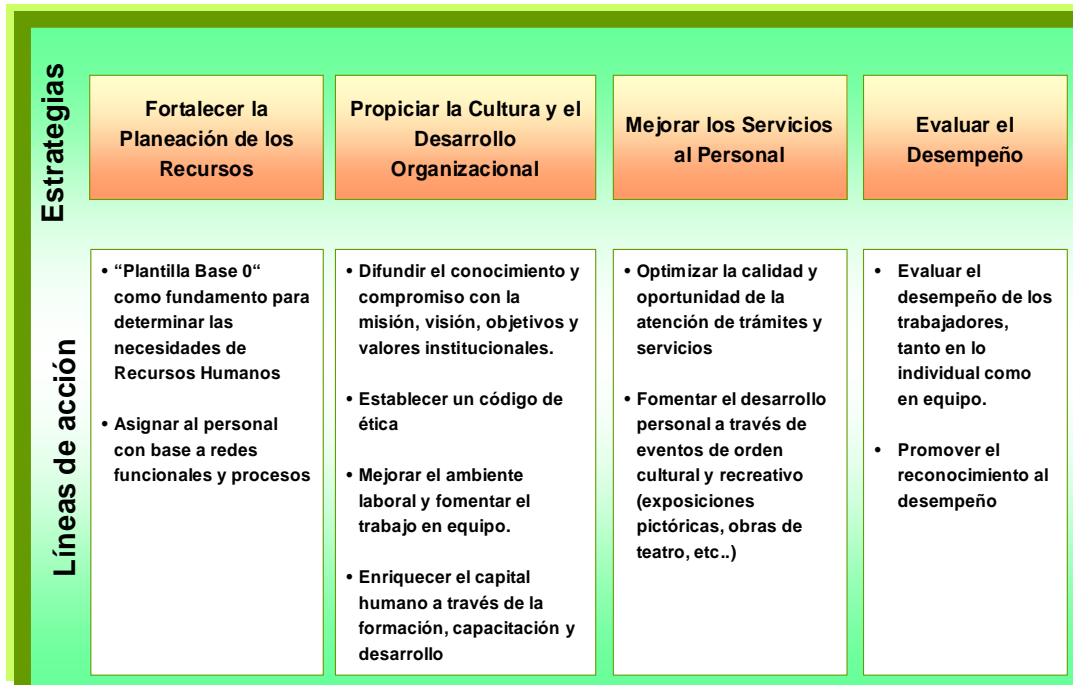 Estrategias
Fortalecer la
Planeación de los
Recursos
Propiciar la Cultura y el
Desarrollo
Organizacional
Mejorar los Servicios
al Personal
Evaluar el
Desempeño
Líneas de acción
• “Plantilla Base 0“
como fundamento para
determinar las
necesidades de
Recursos Humanos
• Asignar al personal
con base a redes
funcionales y procesos
• Difundir el conocimiento y
compromiso con la
misión, visión, objetivos y
valores institucionales.
• Establecer un código de
ética
• Mejorar el ambiente
laboral y fomentar el
trabajo en equipo.
• Enriquecer el capital
humano a través de la
formación, capacitación y
desarrollo
• Optimizar la calidad y
oportunidad de la
atención de trámites y
servicios
• Fomentar el desarrollo
personal a través de
eventos de orden
cultural y recreativo
(exposiciones
pictóricas, obras de
teatro, etc..)
• Evaluar el
desempeño de los
trabajadores,
tanto en lo
individual como
en equipo.
• Promover el
reconocimiento al
desempeño